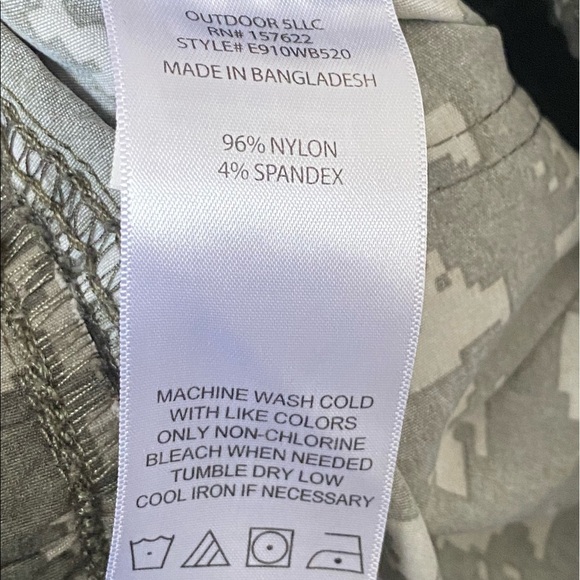 OUTDOOR 5LLC
RN# 157622
STYLE# E910WB520
MADE IN BANGLADESH
96% NYLON
4% SPANDEX
MACHINE WASH COLD
WITH LIKE COLORS
ONLY NON-CHLORINE
BLEACH WHEN NEEDED
TUMBLE DRY LOW
COOL IRON IF NECESSARY